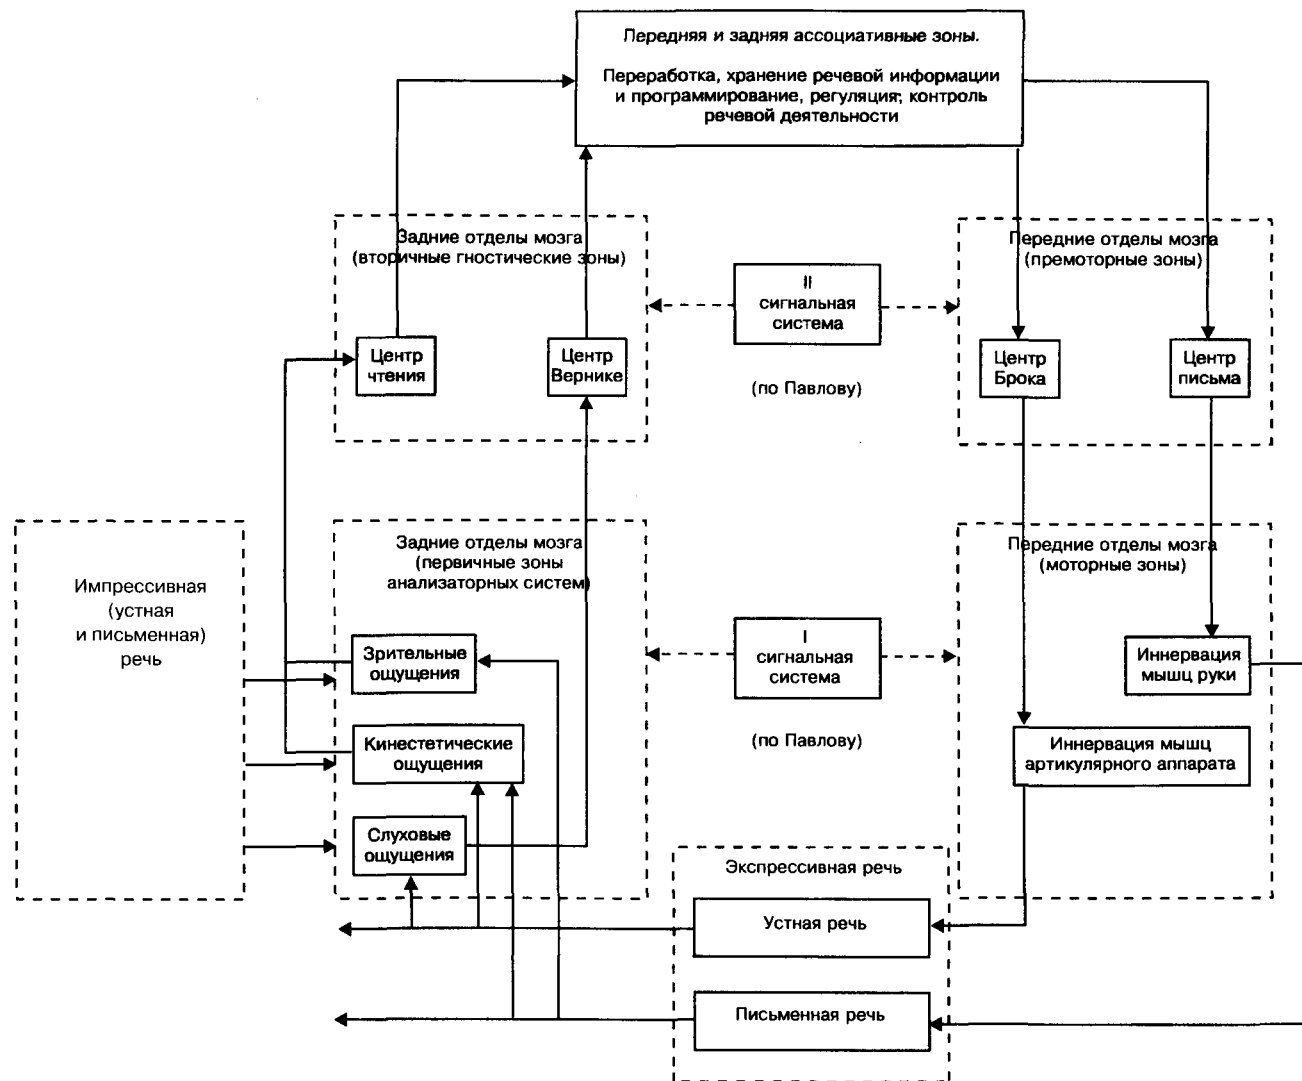 Передняя и задняя ассоциативные зоны.
Переработка, хранение речевой информации
и программирование, регуляция, контроль
речевой деятельности
Задние отделы мозга
(вторичные гностические зоны)
Центр
чтения
Центр
Вернике
II
сигнальная
система
(по Павлову)
Передние отделы мозга
(премоторные зоны)
Центр
Брока
Центр
письма
Импрессивная
(устная
и письменная)
речь
Задние отделы мозга
(первичные зоны
анализаторных систем)
Зрительные
ощущения
Кинестетические
ощущения
Слуховые
ощущения
I
сигнальная
система
(по Павлову)
Передние отделы мозга
(моторные зоны)
Иннервация
мышц руки
Иннервация мышц
артикулярного аппарата
Экспрессивная речь
Устная речь
Письменная речь